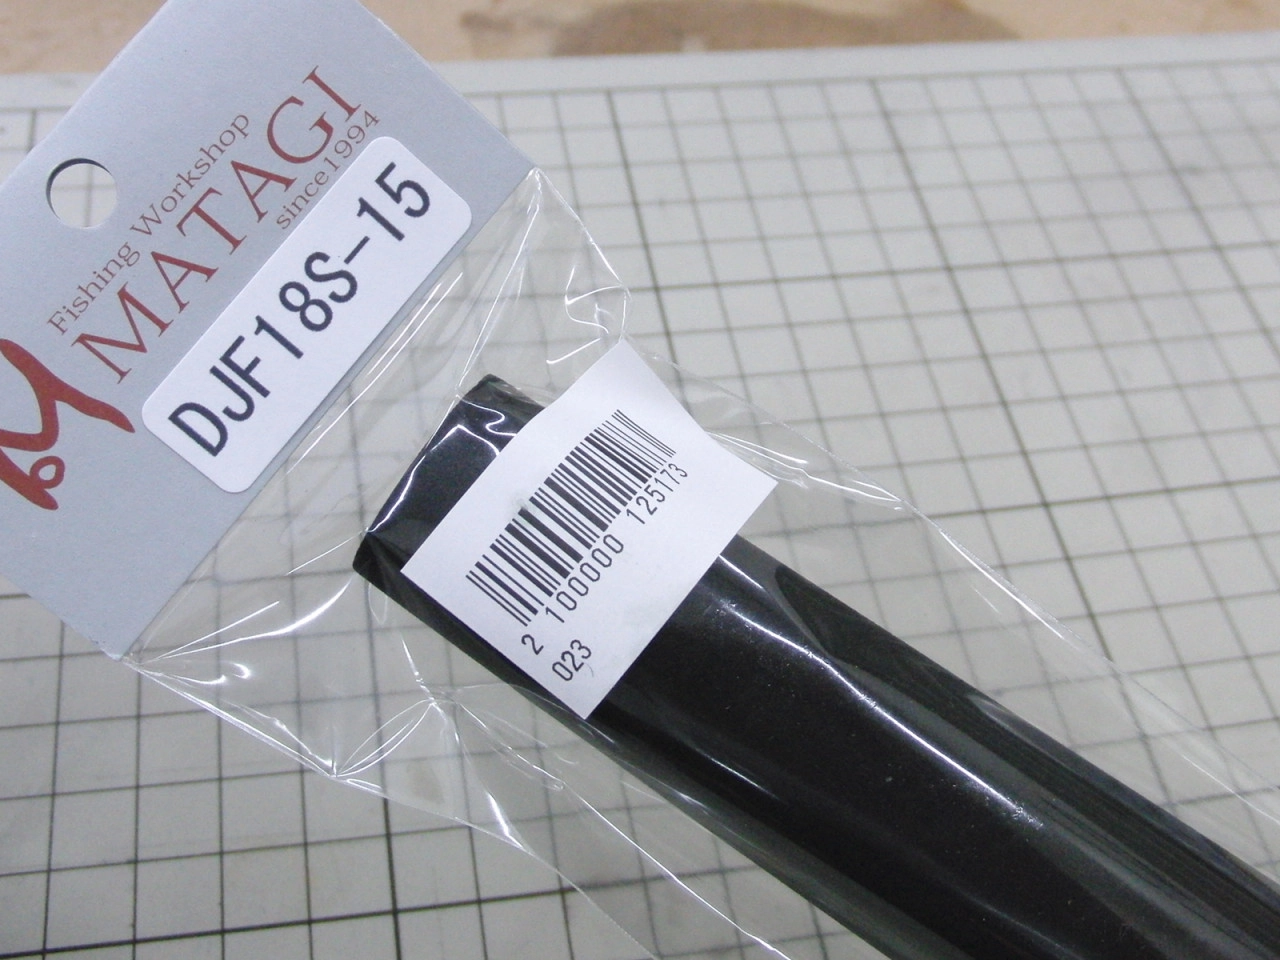 Fishing Workshop
MATAGI
since1994
DJF18S-15
2 100000 125173
023